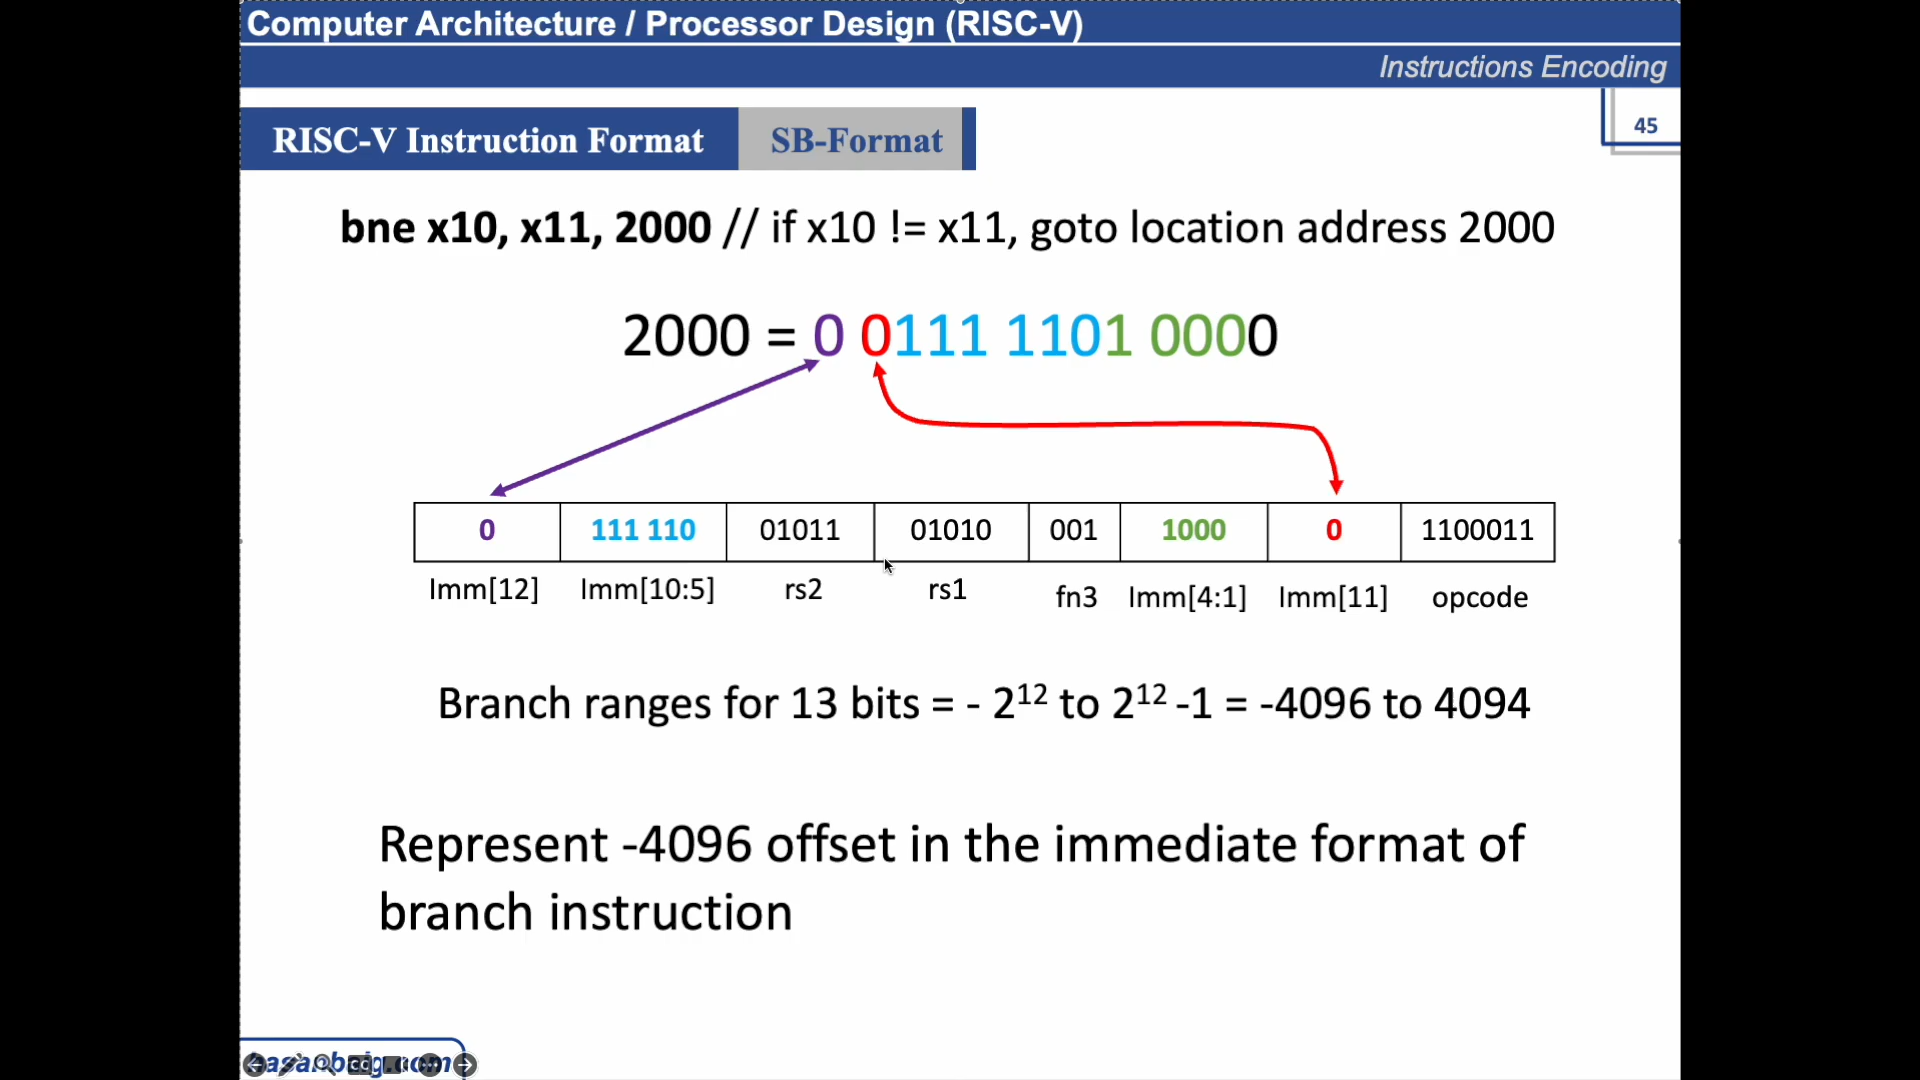 Computer Architecture / Processor Design (RISC-V)
Instructions Encoding
RISC-V Instruction Format SB-Format
45
bne x10, x11, 2000 // if x10 != x11, goto location address 2000
2000 = 0 0111 1101 0000
0 111 110 01011 01010 001 1000 0 1100011
Imm[12] Imm[10:5] rs2 rs1 fn3 Imm[4:1] Imm[11] opcode
Branch ranges for 13 bits = - 2¹² to 2¹² -1 = -4096 to 4094
Represent -4096 offset in the immediate format of
branch instruction
hasanbaig.com